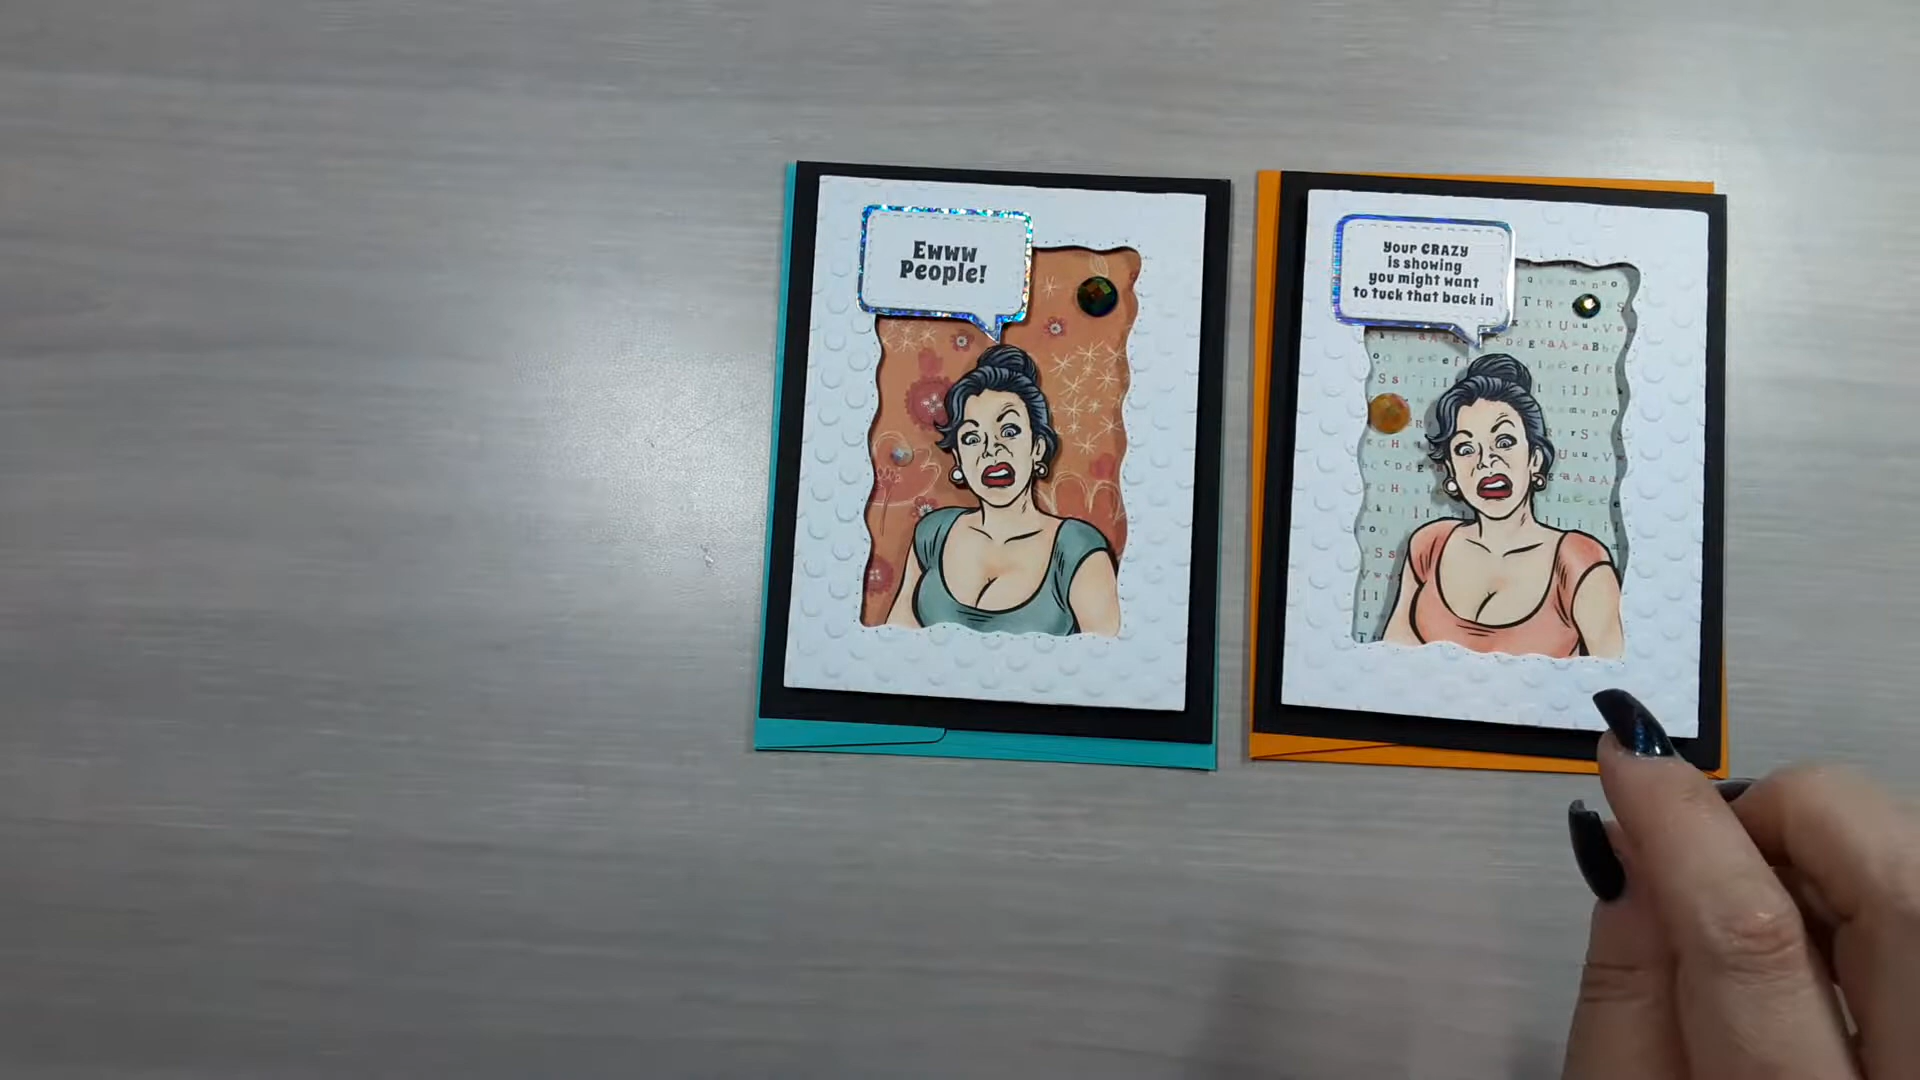 Ewww
People!
Your CRAZY
is showing
you might want
to tuck that back in